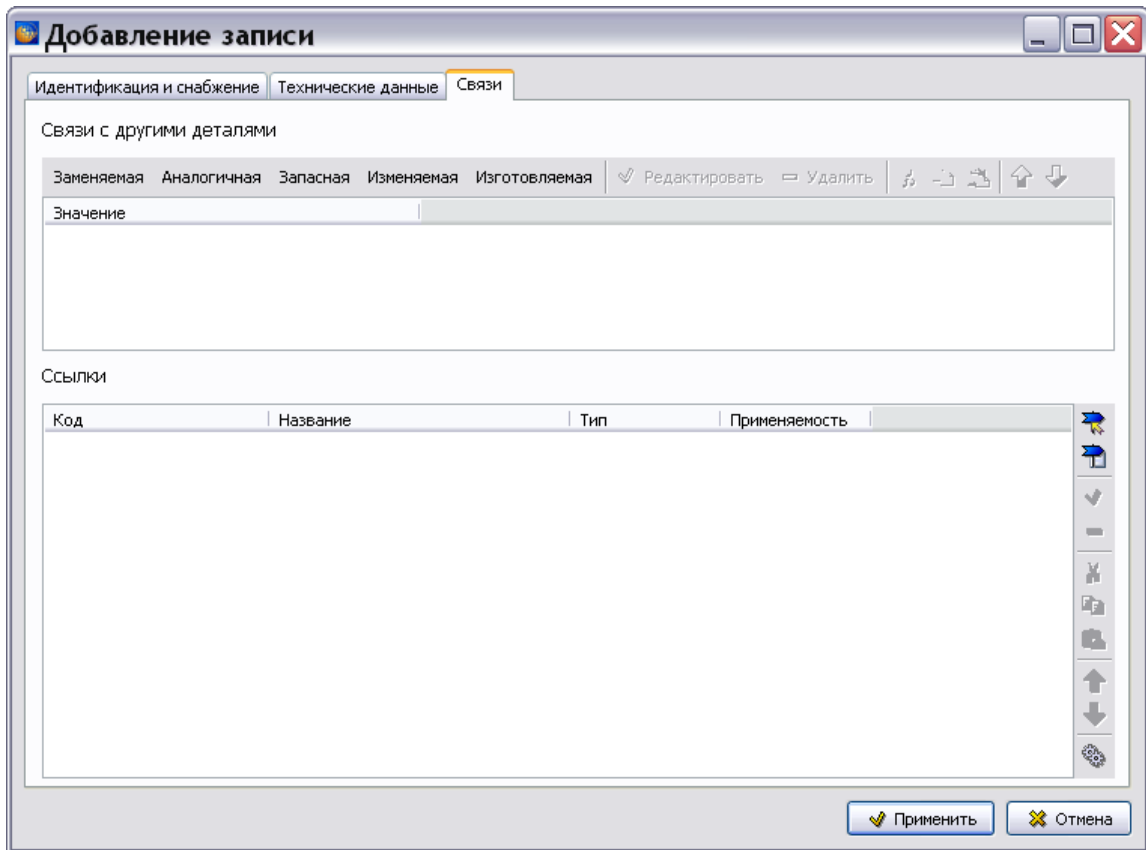 Добавление записи
Идентификация и снабжение Технические данные Связи
Связи с другими деталями
Заменяемая Аналогичная Запасная Изменяемая Изготовляемая Редактировать Удалить
Значение
Ссылки
Код Название Тип Применяемость
Применить Отмена